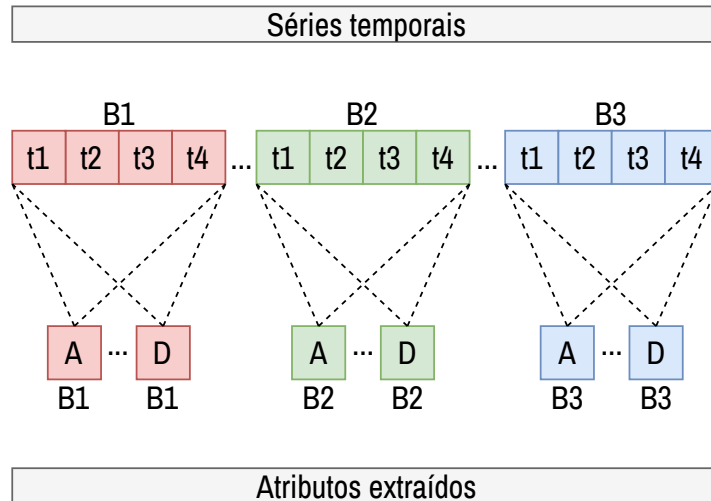 Séries temporais
B1 B2 B3
t1 t2 t3 t4 ... t1 t2 t3 t4 ... t1 t2 t3 t4
A ... D A ... D A ... D
B1 B1 B2 B2 B3 B3
Atributos extraídos